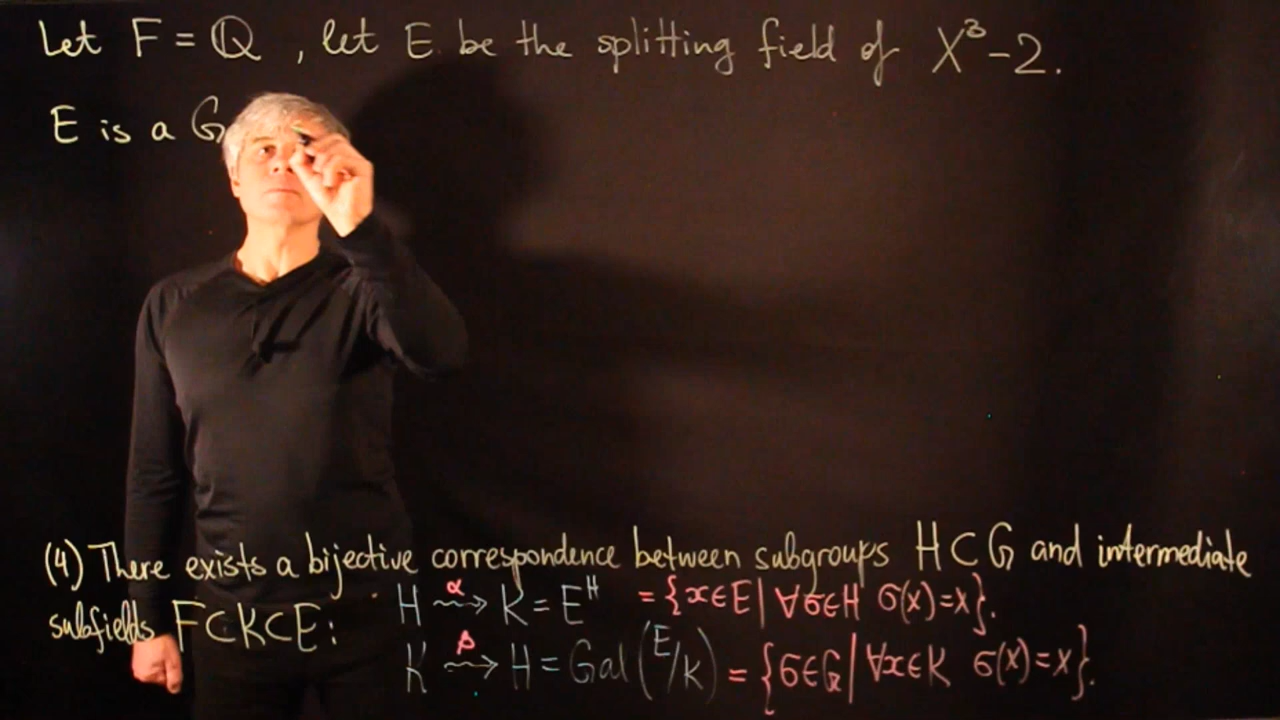 Let F = ℚ , let E be the splitting field of X³-2.
E is a G
(4) There exists a bijective correspondence between subgroups H⊂G and intermediate
subfields F⊂K⊂E: H ⇝^α K = E^H = {x∈E | ∀σ∈H σ(x)=x}.
K ⇝^β H = Gal(E/K) = {σ∈G | ∀x∈K σ(x)=x}.